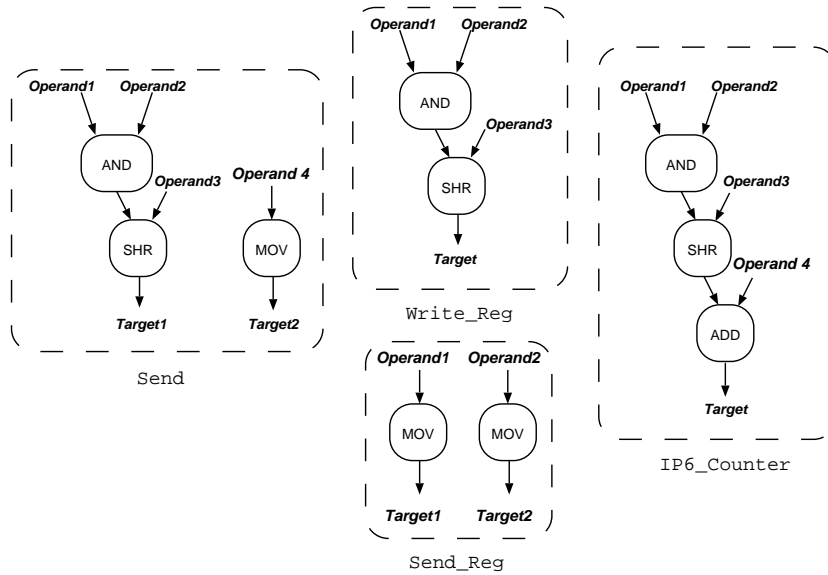 Operand1 Operand2
AND
Operand3
SHR
Target1
Operand 4
MOV
Target2
Send
Operand1 Operand2
AND
Operand3
SHR
Target
Write_Reg
Operand1 Operand2
MOV MOV
Target1 Target2
Send_Reg
Operand1 Operand2
AND
Operand3
SHR
Operand 4
ADD
Target
IP6_Counter